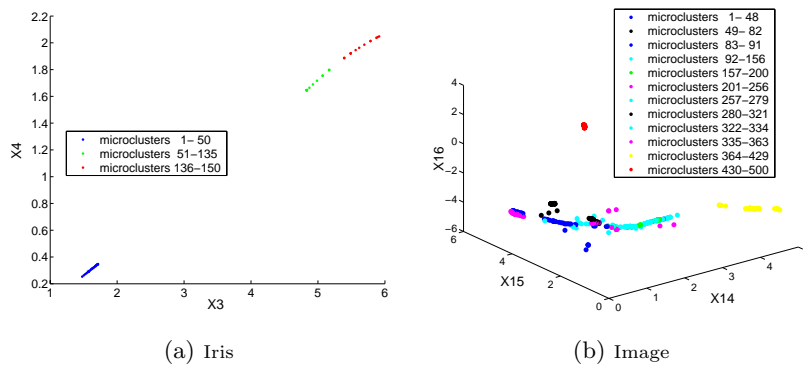 2.2
2
1.8
1.6
1.4
1.2
1
0.8
0.6
0.4
0.2
X4
microclusters 1−50
microclusters 51−135
microclusters 136−150
1 2 3 4 5 6
X3
(a) Iris
4
2
0
−2
−4
−6
X16
microclusters 1−48
microclusters 49−82
microclusters 83−91
microclusters 92−156
microclusters 157−200
microclusters 201−256
microclusters 257−279
microclusters 280−321
microclusters 322−334
microclusters 335−363
microclusters 364−429
microclusters 430−500
6 4 2 0
X15
0 1 2 3 4
X14
(b) Image